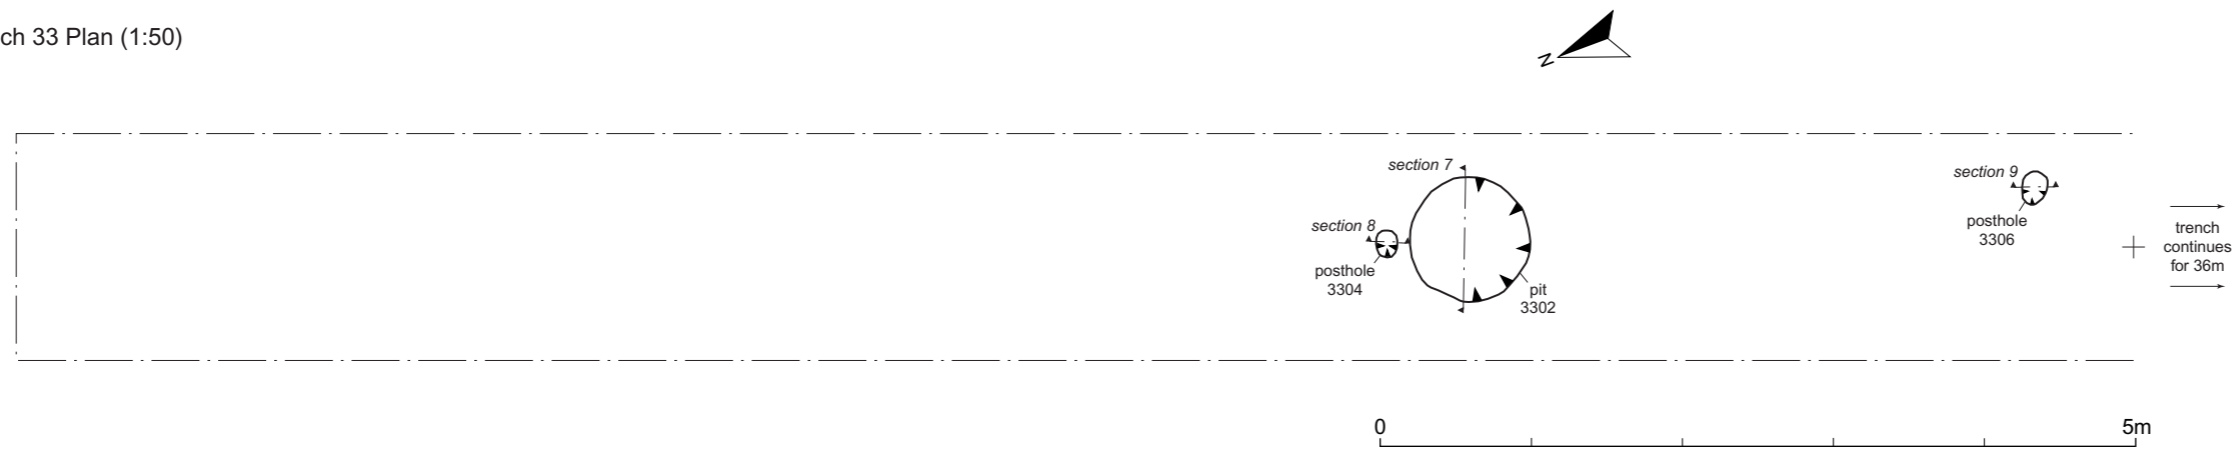 ch 33 Plan (1:50)
N
section 7
section 9
section 8
posthole
3306
trench
continues
for 36m
posthole
3304
pit
3302
0
5m